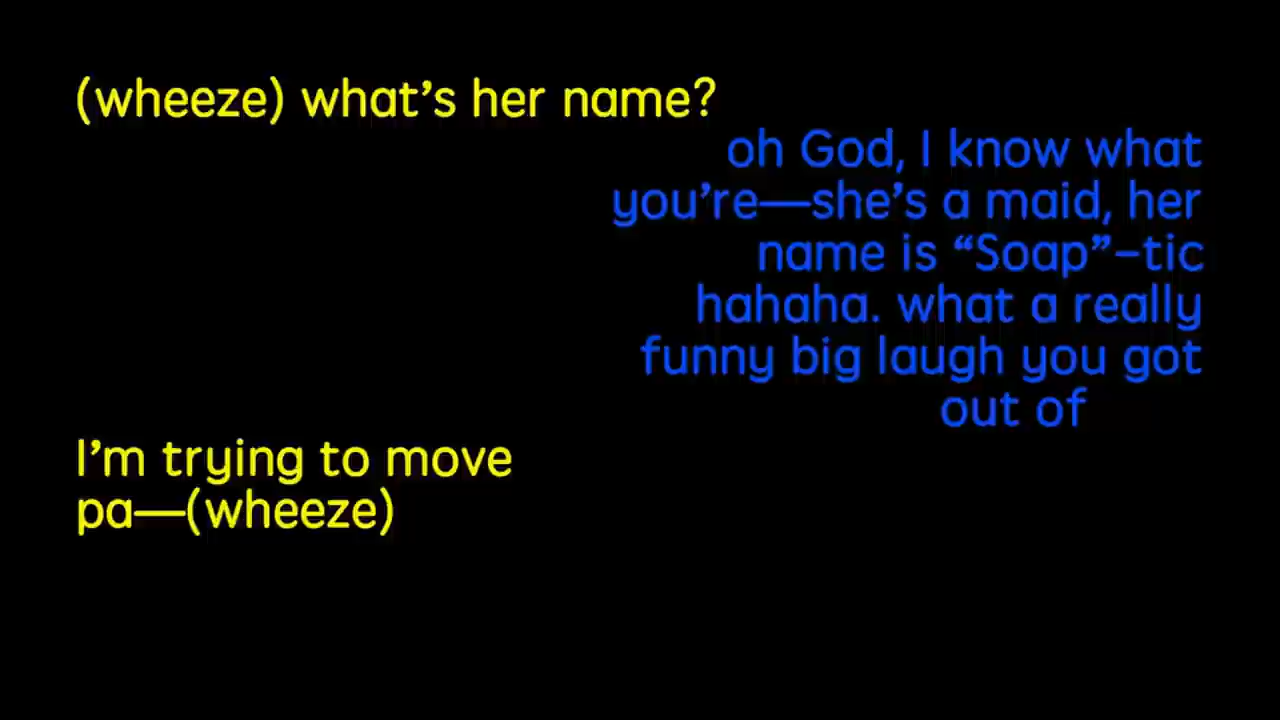 (wheeze) what's her name?
oh God, I know what
you're—she's a maid, her
name is “Soap”-tic
hahaha. what a really
funny big laugh you got
out of
I'm trying to move
pa—(wheeze)